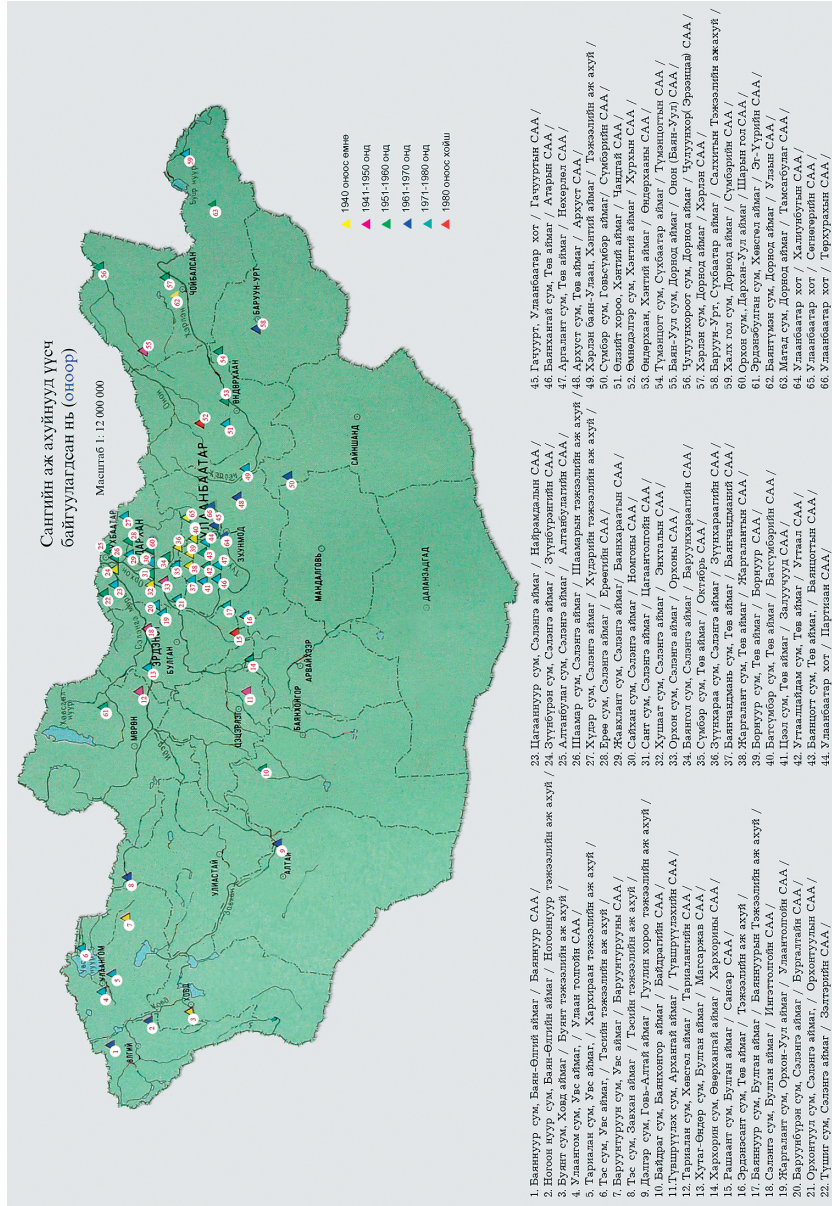 Сангийн аж ахуйнууд үүсч
байгуулагдсан нь (оноор)
Масштаб 1: 12 000 000
1940 оноос өмнө
1941-1950 онд
1951-1960 онд
1961-1970 онд
1971-1980 онд
1980 оноос хойш
ӨЛГИЙ
УЛААНГОМ
ХОВД
УЛИАСТАЙ
АЛТАЙ
МӨРӨН
БУЛГАН
ЦЭЦЭРЛЭГ
БАЯНХОНГОР
АРВАЙХЭЭР
МАНДАЛГОВЬ
ДАЛАНЗАДГАД
САЙНШАНД
ЗУУНМОД
ӨНДӨРХААН
БАРУУН-УРТ
ЧОЙБАЛСАН
1. Баяннуур сум, Баян-Өлгий аймаг / Баяннуур САА /
2. Ногоон нуур сум, Баян-Өлгийн аймаг / Ногооннуур тэжээлийн аж ахуй /
3. Буянт сум, Ховд аймаг / Буянт тэжээлийн аж ахуй /
4. Улаангом сум, Увс аймаг, / Улаан толгойн САА /
5. Тариалан сум, Увс аймаг, / Хархираан тэжээлийн аж ахуй /
6. Тэс сум, Увс аймаг, / Тэсийн тэжээлийн аж ахуй /
7. Баруунтуруун сум, Увс аймаг / Баруунтурууны САА /
8. Тэс сум, Завхан аймаг / Тэсийн тэжээлийн аж ахуй /
9. Дэлгэр сум, Говь-Алтай аймаг / Гуулин хороо тэжээлийн аж ахуй /
10. Байдраг сум, Баянхонгор аймаг / Байдрагийн САА /
11.Гүвшрүүлэх сум, Архангай аймаг / Гүвшрүүлэхийн САА /
12. Тариалан сум, Хөвсгөл аймаг / Тариалангийн САА /
13. Хутаг-Өндөр сум, Булган аймаг / Матсаржав САА /
14. Хархорин сум, Өвөрхангай аймаг / Хархорины САА /
15. Рашаант сум, Булган аймаг / Сансар САА /
16. Эрдэнэсант сум, Төв аймаг / Тэжээлийн аж ахуй /
17. Баяннуур сум, Булган аймаг / Баяннуурын Тэжээлийн аж ахуй /
18. Сэлэнгэ сум, Булган аймаг / Ингэттолгойн САА /
19. Жаргалант сум, Орхон-Уул аймаг / Улаантолгойн САА /
20. Баруунбүрэн сум, Сэлэнгэ аймаг / Бургалтайн САА /
21. Орхонтуул сум, Сэлэнгэ аймаг, / Орхонтуулын САА /
22. Түшиг сум, Сэлэнгэ аймаг / Зэлтэрийн САА /
23. Цагааннуур сум, Сэлэнгэ аймаг / Найрамдалын САА /
24. Зүүнбүрэн сум, Сэлэнгэ аймаг / Зүүнбүрэнгийн САА /
25. Алтанбулаг сум, Сэлэнгэ аймаг / Алтанбулагийн САА /
26. Шаамар сум, Сэлэнгэ аймаг / Шаамарын тэжээлийн аж ахуй /
27. Хүдэр сум, Сэлэнгэ аймаг / Хүдэрийн тэжээлийн аж ахуй /
28. Ерөө сум, Сэлэнгэ аймаг / Ерөөгийн САА /
29. Жавхлант сум, Сэлэнгэ аймаг / Баянхараатын САА /
30. Сайхан сум, Сэлэнгэ аймаг / Номгоны САА /
31. Сант сум, Сэлэнгэ аймаг / Цагаантолгойн САА /
32. Хушаат сум, Сэлэнгэ аймаг / Энхталын САА /
33. Орхон сум, Сэлэнгэ аймаг / Орхоны САА /
34. Баянгол сум, Сэлэнгэ аймаг / Баруунхараагийн САА /
35. Сүмбэр сум, Төв аймаг / Октябрь САА /
36. Зүүнхараа сум, Сэлэнгэ аймаг / Зүүнхараагийн САА /
37. Баянчандмань сум, Төв аймаг / Баянчандманий САА /
38. Жаргалант сум, Төв аймаг / Жаргалантын САА /
39. Борнуур сум, Төв аймаг / Борнуур САА /
40. Батсүмбэр сум, Төв аймаг / Батсүмбэрийн САА /
41. Цээл сум, Төв аймаг / Залуучууд САА /
42. Угтаалцайдам сум, Төв аймаг / Угтаал САА /
43. Баянцогт сум, Төв аймаг, / Баянцогтын САА /
44. Улаанбаатар хот / Партизан САА /
45. Гачуурт, Улаанбаатар хот / Гачууртын САА /
46. Баянхангай сум, Төв аймаг / Атарын САА /
47. Аргалант сум, Төв аймаг / Нөхөрлөл САА /
48. Архуст сум, Төв аймаг / Архуст САА /
49. Хэрлэн баян-Улаан, Хэнтий аймаг / Тэжээлийн аж ахуй /
50. Сүмбэр сум, Говьсүмбэр аймаг/ Сүмбэрийн САА /
51. Өлзийт хороо, Хэнтий аймаг / Чандгай САА /
52. Өмнөдэлгэр сум, Хэнтий аймаг / Хурхын САА /
53. Өндөрхаан, Хэнтий аймаг / Өндөрхааны САА /
54. Түмэнцогт сум, Сүхбаатар аймаг / Түмэнцогтын САА /
55. Баян-Уул сум, Дорнод аймаг / Онон (Баян-Уул) САА /
56. Чулуунхороот сум, Дорнод аймаг / Чулуунхор( Эрээнцав) САА /
57. Хэрлэн сум, Дорнод аймаг / Хэрлэн САА /
58. Баруун-Урт, Сүхбаатар аймаг / Салхитын Тэжээлийн аж ахуй /
59. Халх гол сум, Дорнод аймаг / Сүмбэрийн САА /
60. Орхон сум, Дархан-Уул аймаг / Шарын гол САА /
61. Эрдэнэбулган сум, Хөвсгөл аймаг / Эг-Үүрийн САА /
62. Баянтүмэн сум, Дорнод аймаг / Улзын САА /
63. Матад сум, Дорнод аймаг / Тамсагбулаг САА /
64. Улаанбаатар хот / Халиунбугын САА /
65. Улаанбаатар хот / Сөгнөгөрийн САА /
66. Улаанбаатар хот / Төрхурахын САА /